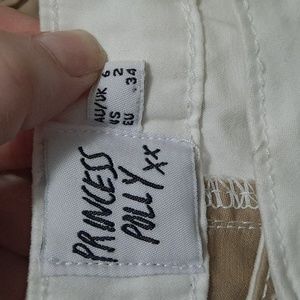 AU/UK 6
US 2
EU 34
PRINCESS
POLLY xx